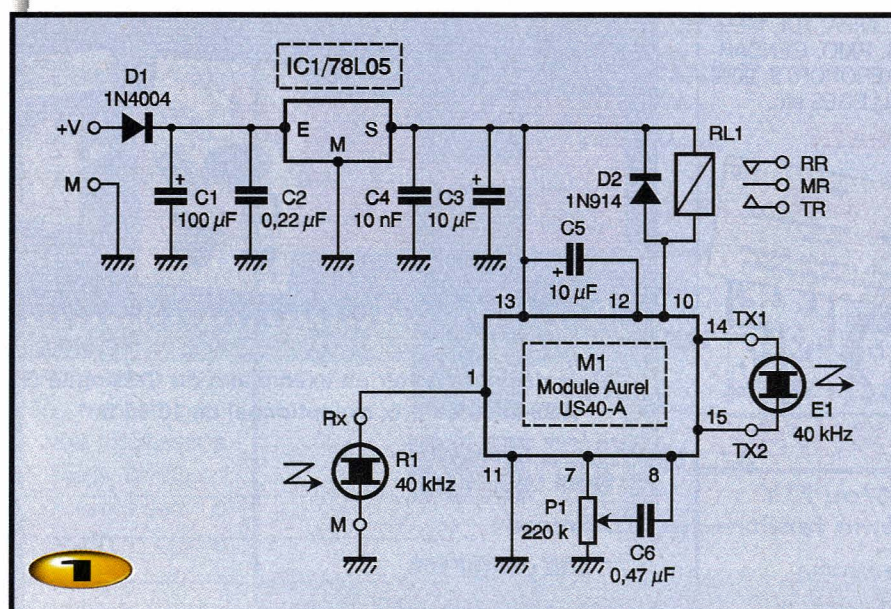 IC1/78L05
D1
1N4004
+V
E
S
M
M
C1
100 µF
C2
0,22 µF
C4
10 nF
C3
10 µF
D2
1N914
RL1
RR
MR
TR
C5
+
10 µF
13
12
10
14
TX1
1
M1
Module Aurel
US40-A
E1
40 kHz
15
TX2
Rx
R1
40 kHz
M
11
7
8
P1
220 k
C6
0,47 µF
+
+
1